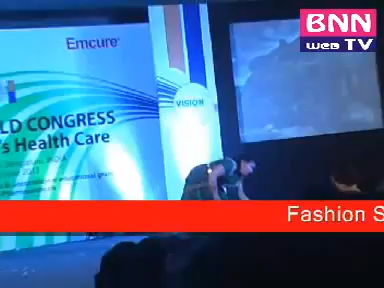 BNN
WEB TV
Emcure®
LD CONGRESS
's Health Care
VISION
Fashion S